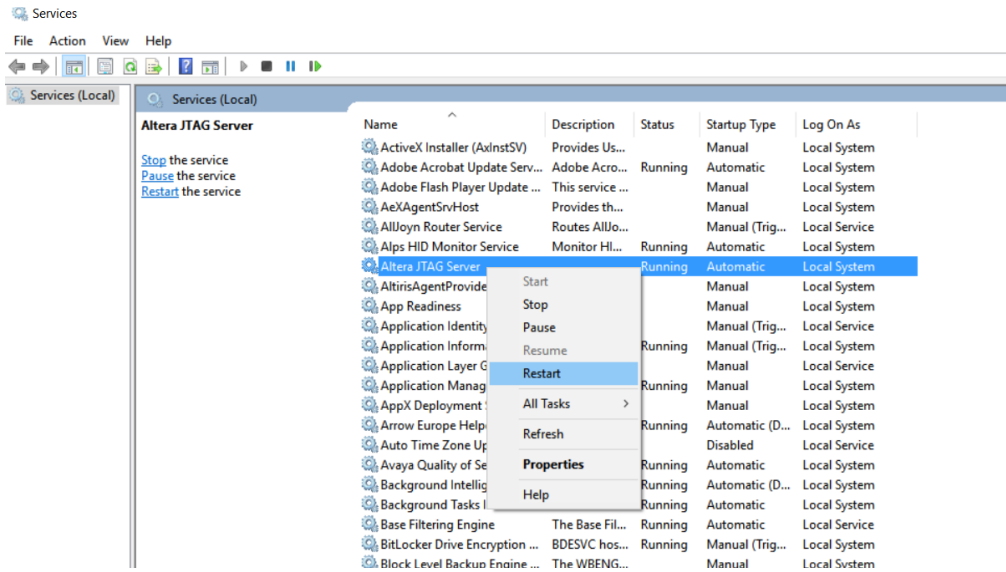 Services
File Action View Help
Services (Local)
Services (Local)
Altera JTAG Server
Stop the service
Pause the service
Restart the service
Name Description Status Startup Type Log On As
ActiveX Installer (AxInstSV) Provides Us... Manual Local System
Adobe Acrobat Update Serv... Adobe Acro... Running Automatic Local System
Adobe Flash Player Update ... This service ... Manual Local System
AeXAgentSrvHost Provides th... Manual Local System
AllJoyn Router Service Routes AllJo... Manual (Trig... Local Service
Alps HID Monitor Service Monitor HI... Running Automatic Local System
Altera JTAG Server Running Automatic Local System
AltirisAgentProvide Manual Local System
App Readiness Manual Local System
Application Identity Manual (Trig... Local Service
Application Inform Running Manual (Trig... Local System
Application Layer G Manual Local Service
Application Manag Running Manual Local System
AppX Deployment Manual Local System
Arrow Europe Help Running Automatic (D... Local System
Auto Time Zone Up Disabled Local Service
Avaya Quality of Se Running Automatic Local System
Background Intellig Running Automatic (D... Local System
Background Tasks I Running Automatic Local System
Base Filtering Engine The Base Fil... Running Automatic Local Service
BitLocker Drive Encryption ... BDESVC hos... Running Manual (Trig... Local System
Block Level Backup Engine ... The WBENG... Manual Local System
Start
Stop
Pause
Resume
Restart
All Tasks
Refresh
Properties
Help